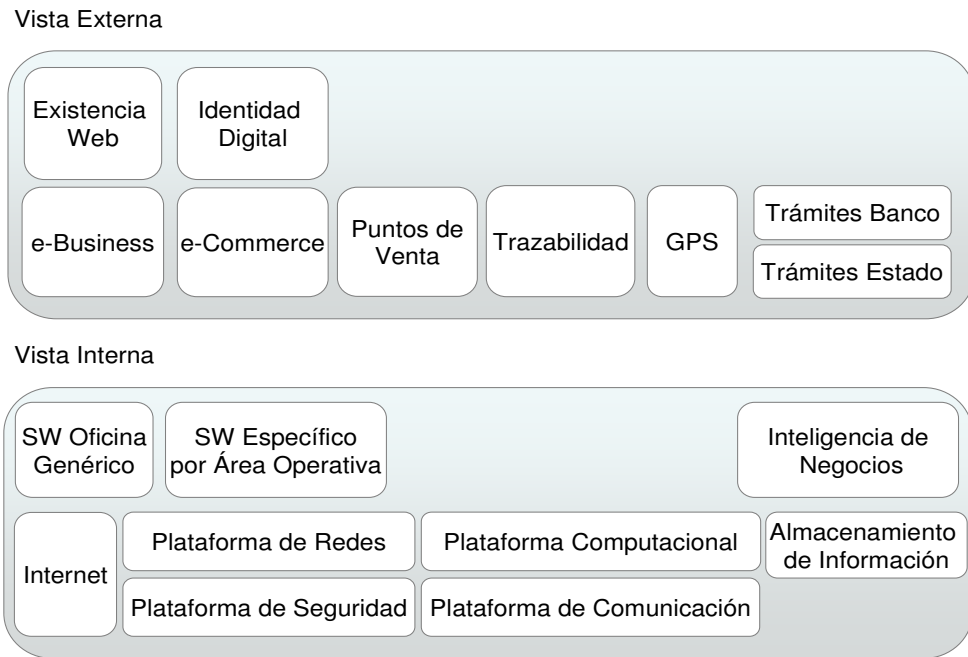 Vista Externa
Existencia
Web
Identidad
Digital
e-Business
e-Commerce
Puntos de
Venta
Trazabilidad
GPS
Trámites Banco
Trámites Estado
Vista Interna
SW Oficina
Genérico
SW Específico
por Área Operativa
Inteligencia de
Negocios
Internet
Plataforma de Redes
Plataforma Computacional
Almacenamiento
de Información
Plataforma de Seguridad
Plataforma de Comunicación